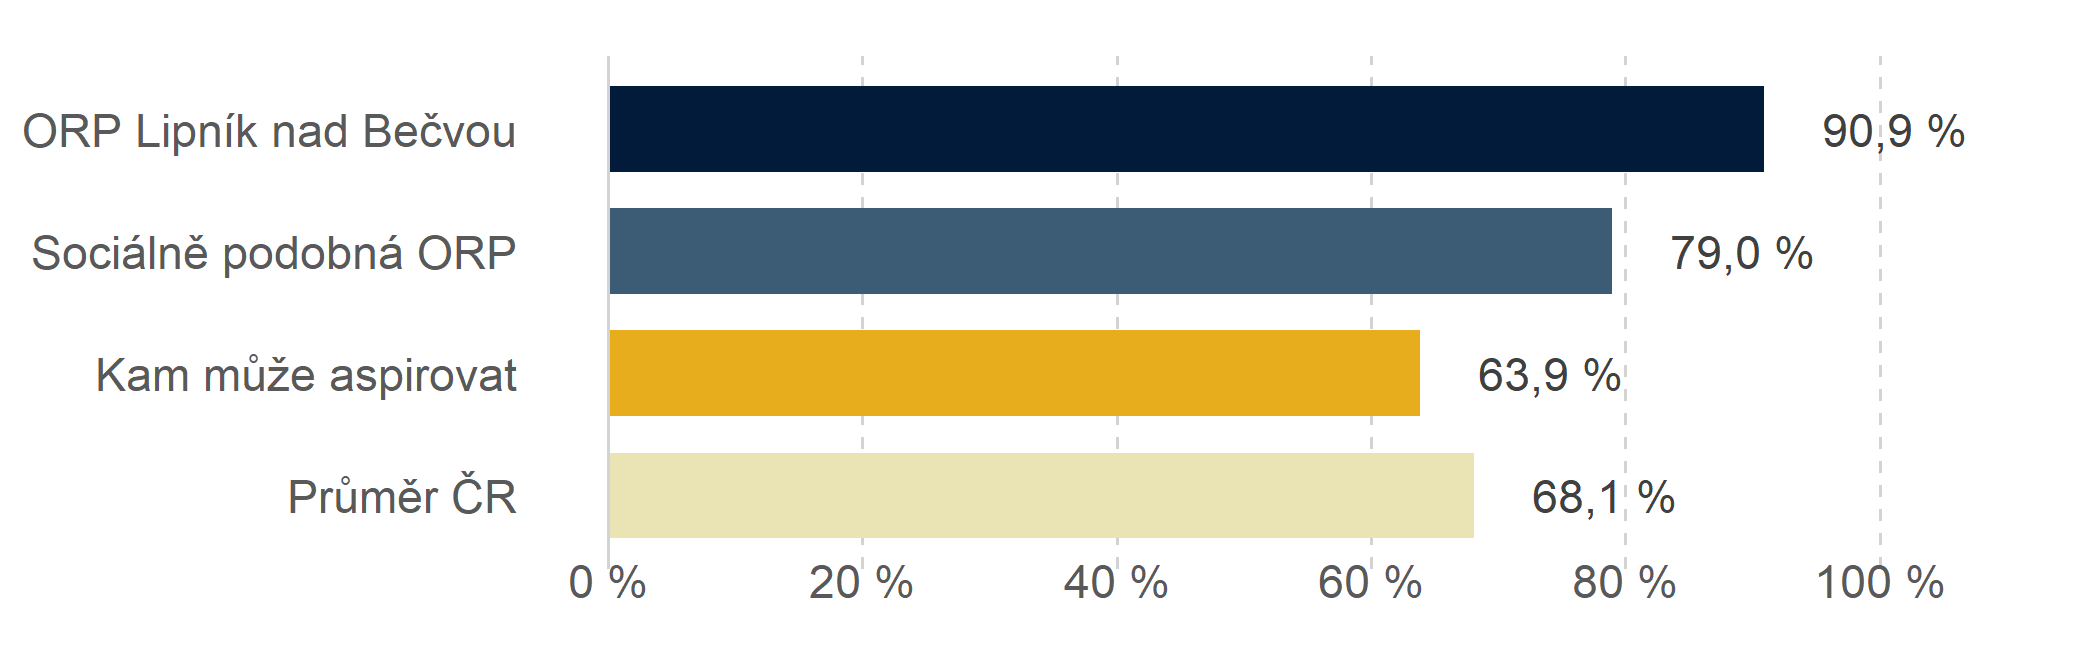 ORP Lipník nad Bečvou 90,9 %
Sociálně podobná ORP 79,0 %
Kam může aspirovat 63,9 %
Průměr ČR 68,1 %
0 % 20 % 40 % 60 % 80 % 100 %